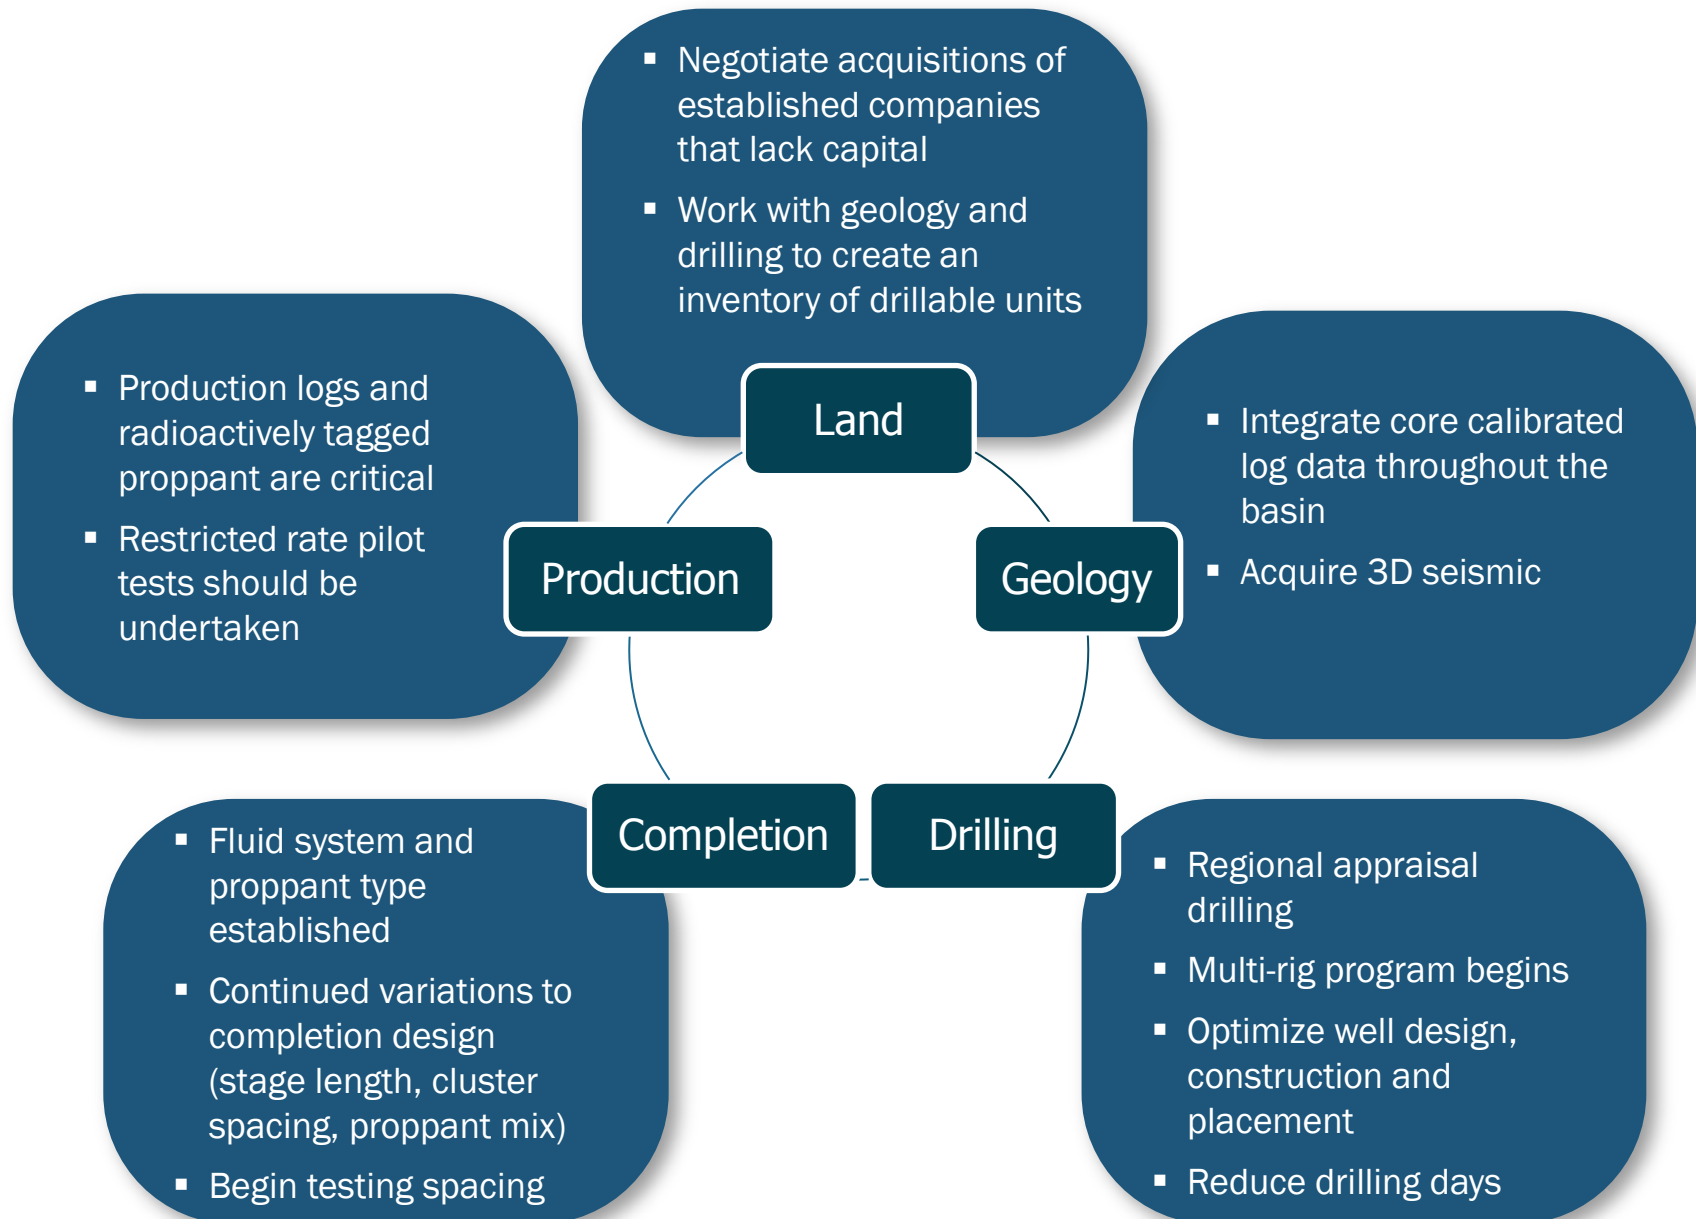 ▪ Negotiate acquisitions of
established companies
that lack capital
▪ Work with geology and
drilling to create an
inventory of drillable units
Land
▪ Production logs and
radioactively tagged
proppant are critical
▪ Restricted rate pilot
tests should be
undertaken
Production
Geology
▪ Integrate core calibrated
log data throughout the
basin
▪ Acquire 3D seismic
Completion
Drilling
▪ Fluid system and
proppant type
established
▪ Continued variations to
completion design
(stage length, cluster
spacing, proppant mix)
▪ Begin testing spacing
▪ Regional appraisal
drilling
▪ Multi-rig program begins
▪ Optimize well design,
construction and
placement
▪ Reduce drilling days